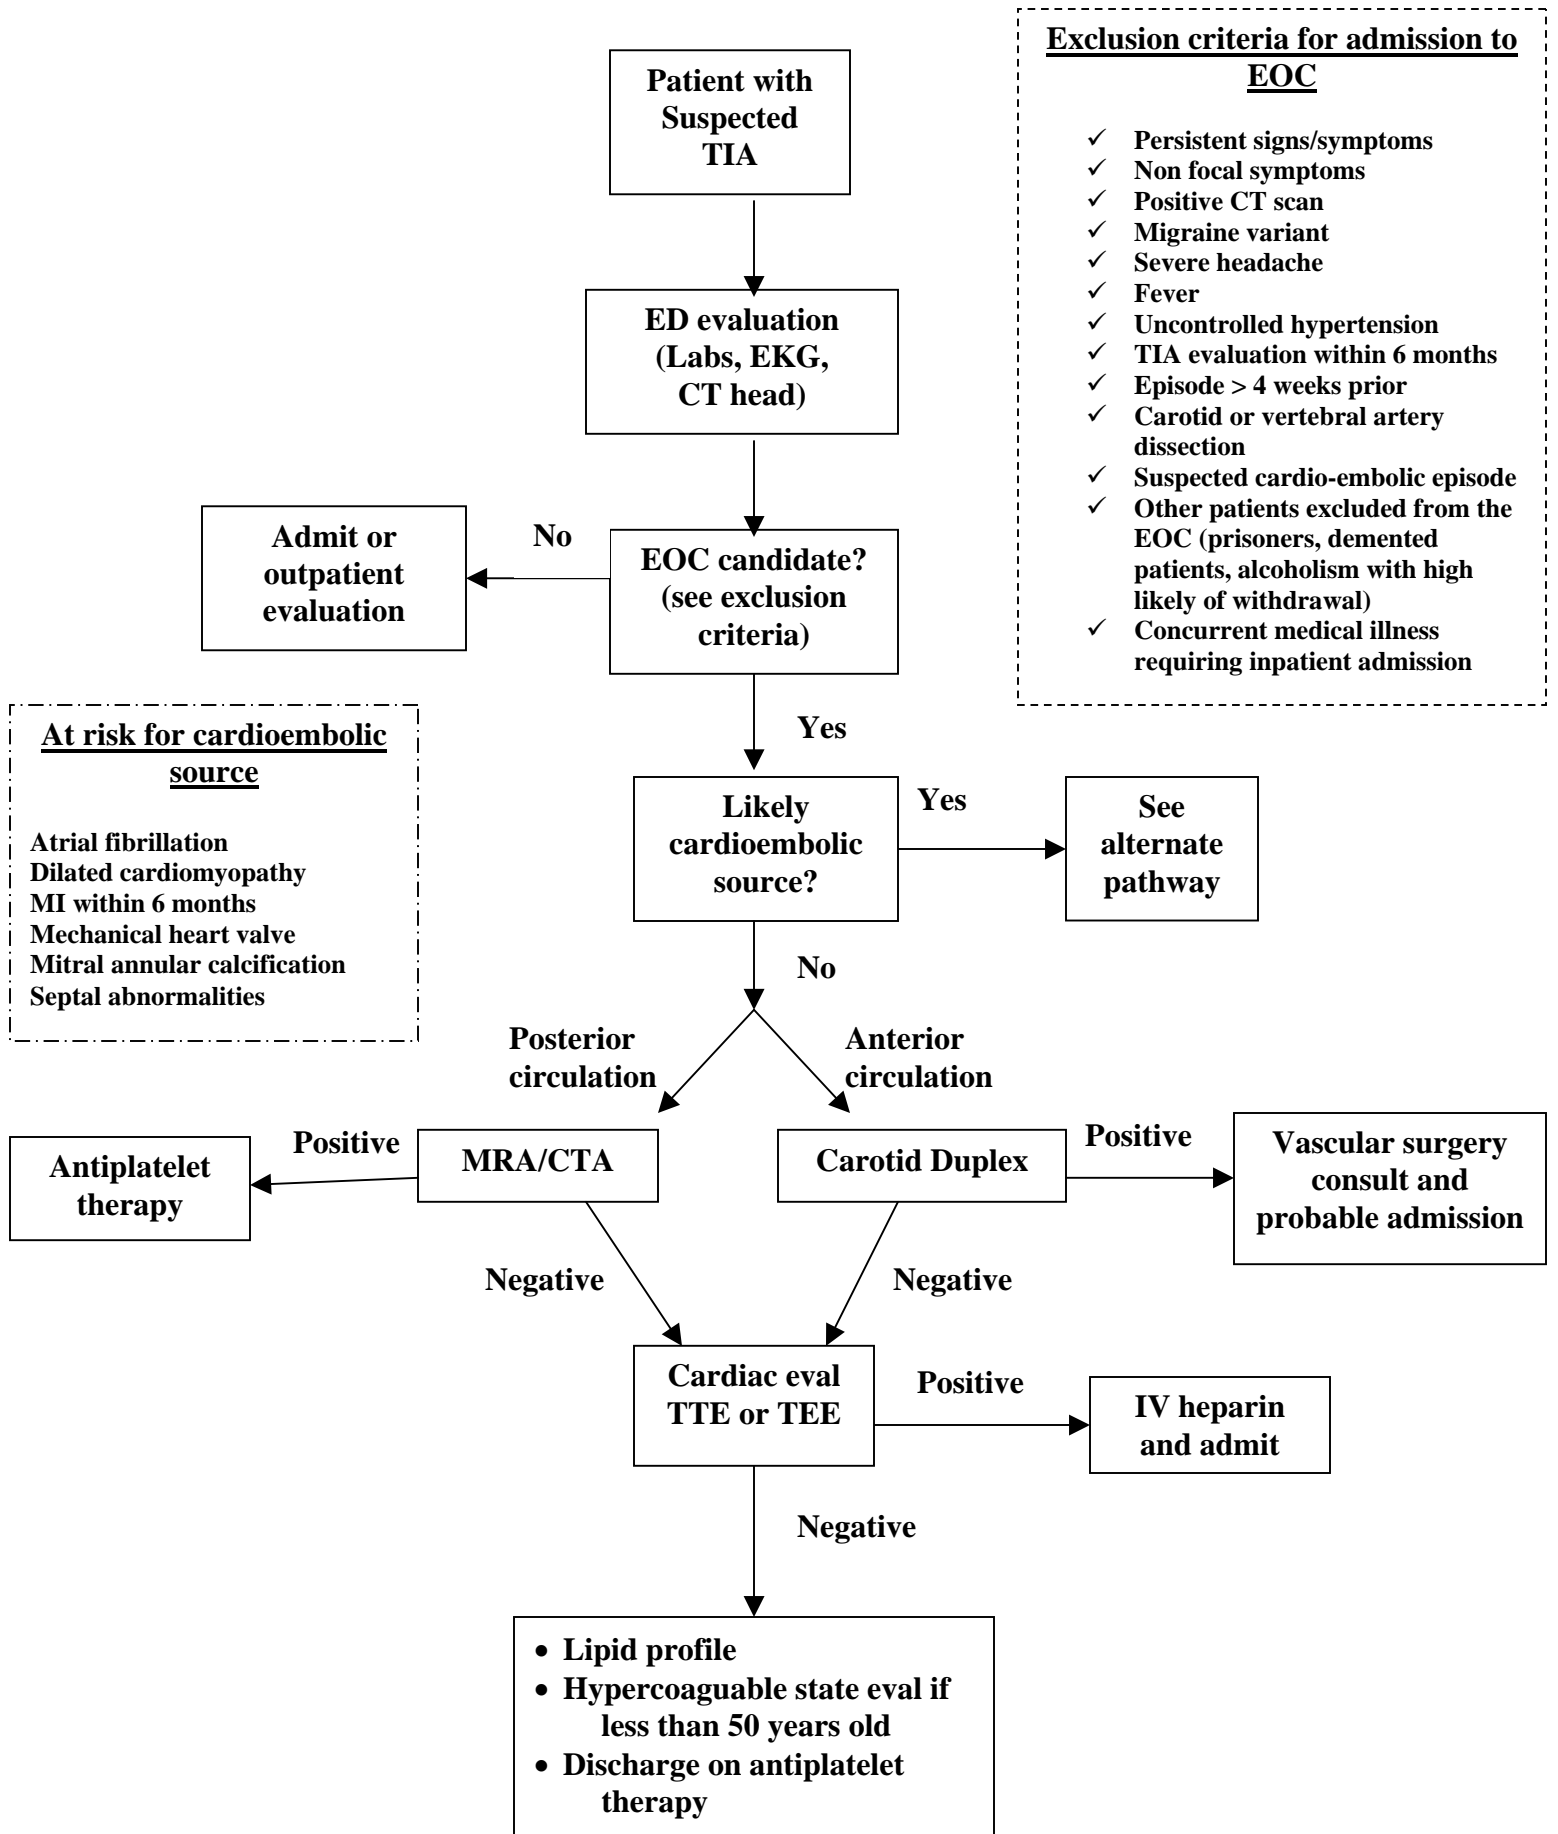 Exclusion criteria for admission to
EOC
✓ Persistent signs/symptoms
✓ Non focal symptoms
✓ Positive CT scan
✓ Migraine variant
✓ Severe headache
✓ Fever
✓ Uncontrolled hypertension
✓ TIA evaluation within 6 months
✓ Episode > 4 weeks prior
✓ Carotid or vertebral artery
dissection
✓ Suspected cardio-embolic episode
✓ Other patients excluded from the
EOC (prisoners, demented
patients, alcoholism with high
likely of withdrawal)
✓ Concurrent medical illness
requiring inpatient admission
Patient with
Suspected
TIA
ED evaluation
(Labs, EKG,
CT head)
Admit or
outpatient
evaluation
No
EOC candidate?
(see exclusion
criteria)
Yes
At risk for cardioembolic
source
Atrial fibrillation
Dilated cardiomyopathy
MI within 6 months
Mechanical heart valve
Mitral annular calcification
Septal abnormalities
Likely
cardioembolic
source?
Yes
See
alternate
pathway
No
Posterior
circulation
Anterior
circulation
Antiplatelet
therapy
Positive
MRA/CTA
Carotid Duplex
Positive
Vascular surgery
consult and
probable admission
Negative
Negative
Cardiac eval
TTE or TEE
Positive
IV heparin
and admit
Negative
• Lipid profile
• Hypercoaguable state eval if
less than 50 years old
• Discharge on antiplatelet
therapy